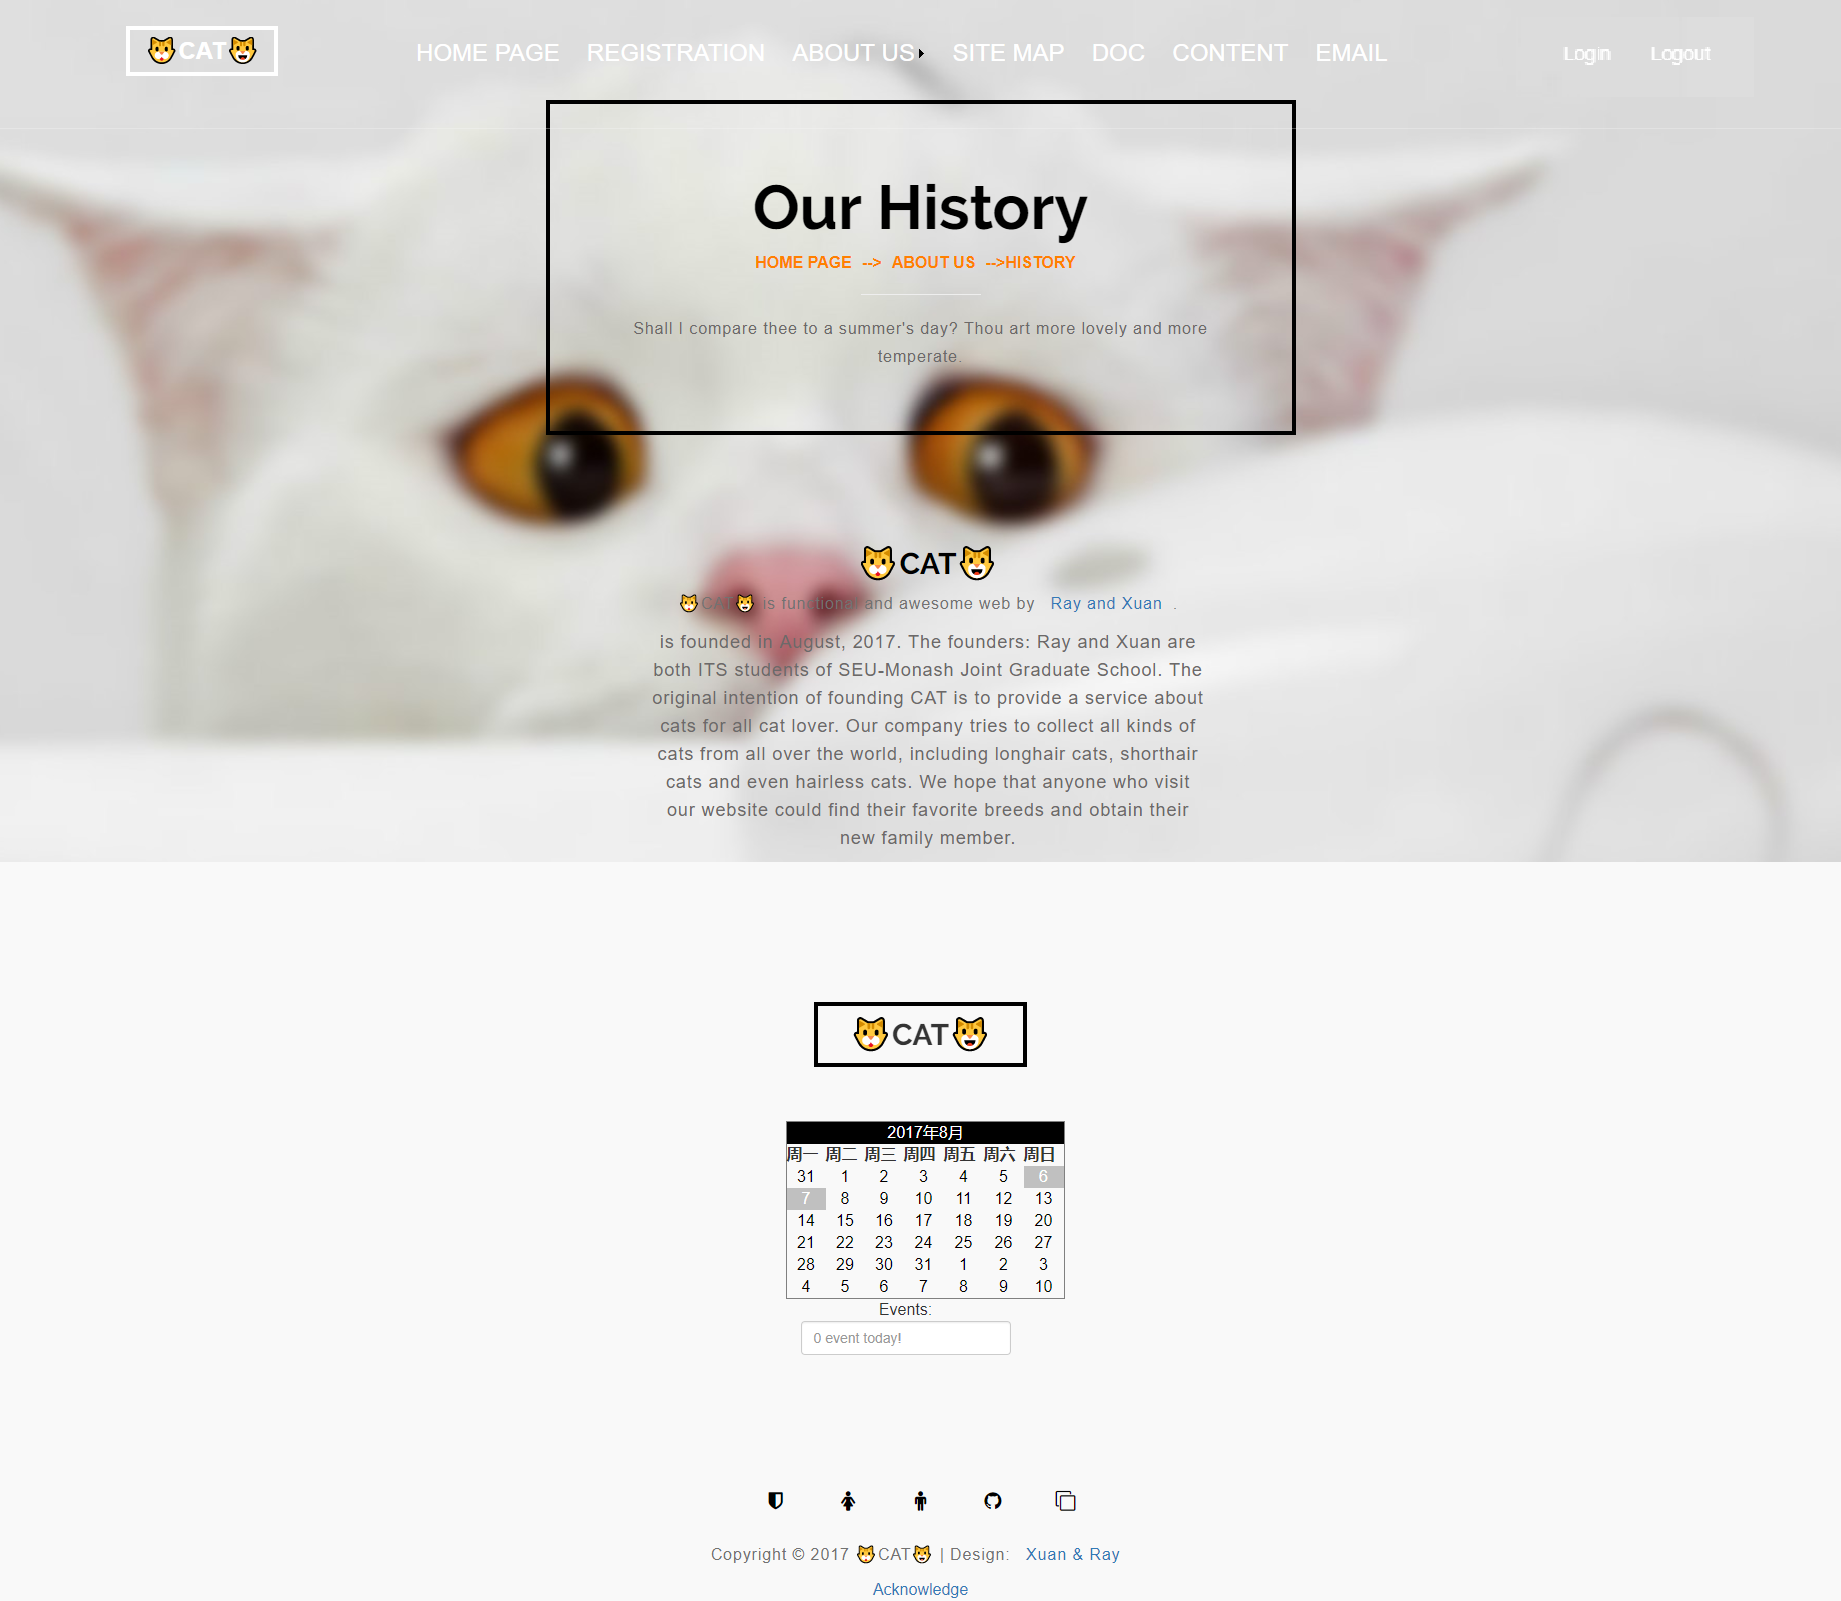 🐱CAT🐱 HOME PAGE REGISTRATION ABOUT US SITE MAP DOC CONTENT EMAIL Login Logout
Our History
HOME PAGE --> ABOUT US -->HISTORY
Shall I compare thee to a summer's day? Thou art more lovely and more
temperate.
🐱CAT🐱
🐱CAT🐱 is functional and awesome web by Ray and Xuan .
is founded in August, 2017. The founders: Ray and Xuan are
both ITS students of SEU-Monash Joint Graduate School. The
original intention of founding CAT is to provide a service about
cats for all cat lover. Our company tries to collect all kinds of
cats from all over the world, including longhair cats, shorthair
cats and even hairless cats. We hope that anyone who visit
our website could find their favorite breeds and obtain their
new family member.
🐱CAT🐱
2017年8月
周一 周二 周三 周四 周五 周六 周日
31 1 2 3 4 5 6
7 8 9 10 11 12 13
14 15 16 17 18 19 20
21 22 23 24 25 26 27
28 29 30 31 1 2 3
4 5 6 7 8 9 10
Events:
0 event today!
Copyright © 2017 🐱CAT🐱 | Design: Xuan & Ray
Acknowledge